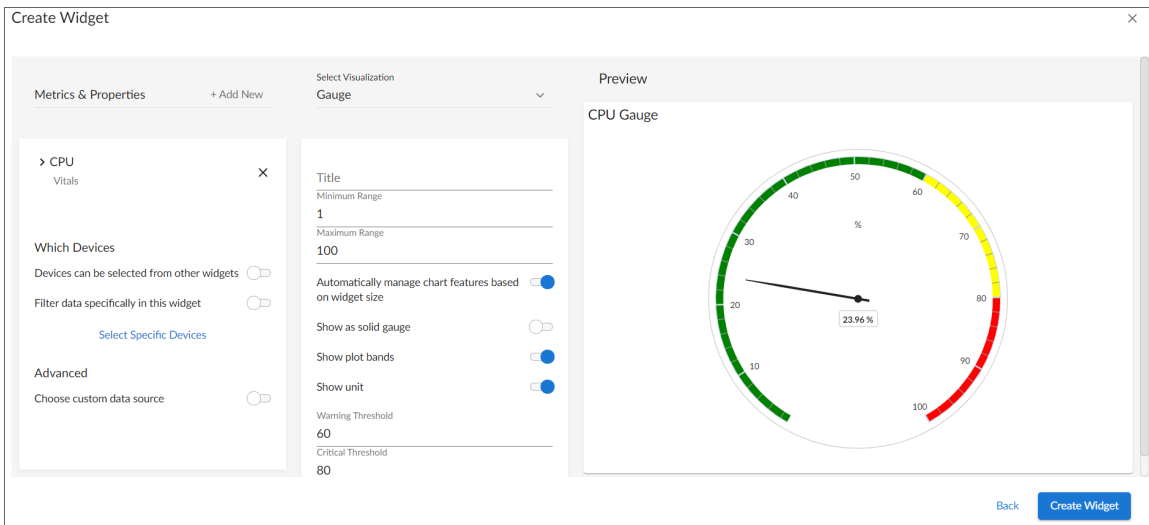 Create Widget
Metrics & Properties
+ Add New
CPU
Vitals
Which Devices
Devices can be selected from other widgets
Filter data specifically in this widget
Select Specific Devices
Advanced
Choose custom data source
Select Visualization
Gauge
Title
Minimum Range
1
Maximum Range
100
Automatically manage chart features based
on widget size
Show as solid gauge
Show plot bands
Show unit
Warning Threshold
60
Critical Threshold
80
Preview
CPU Gauge
10
20
30
40
50
60
70
80
90
100
%
23.96 %
Back
Create Widget